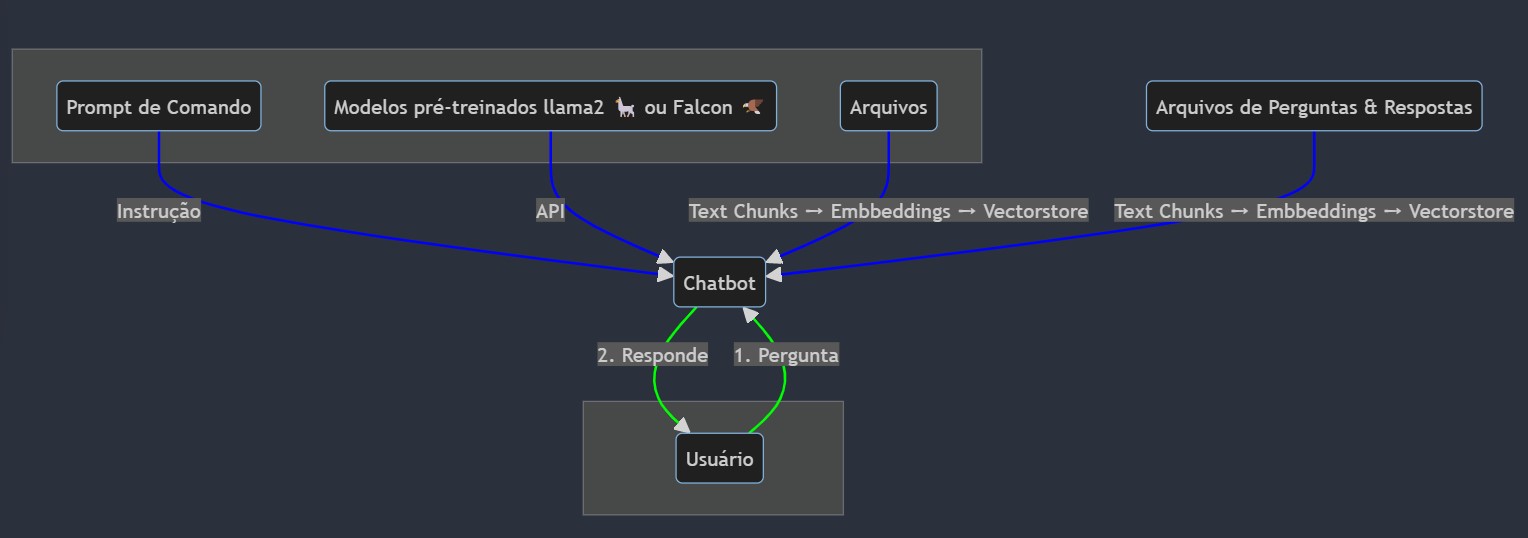 Prompt de Comando
Modelos pré-treinados llama2 🦙 ou Falcon 🦅
Arquivos
Arquivos de Perguntas & Respostas
Instrução
API
Text Chunks → Embbeddings → Vectorstore
Text Chunks → Embbeddings → Vectorstore
Chatbot
2. Responde
1. Pergunta
Usuário